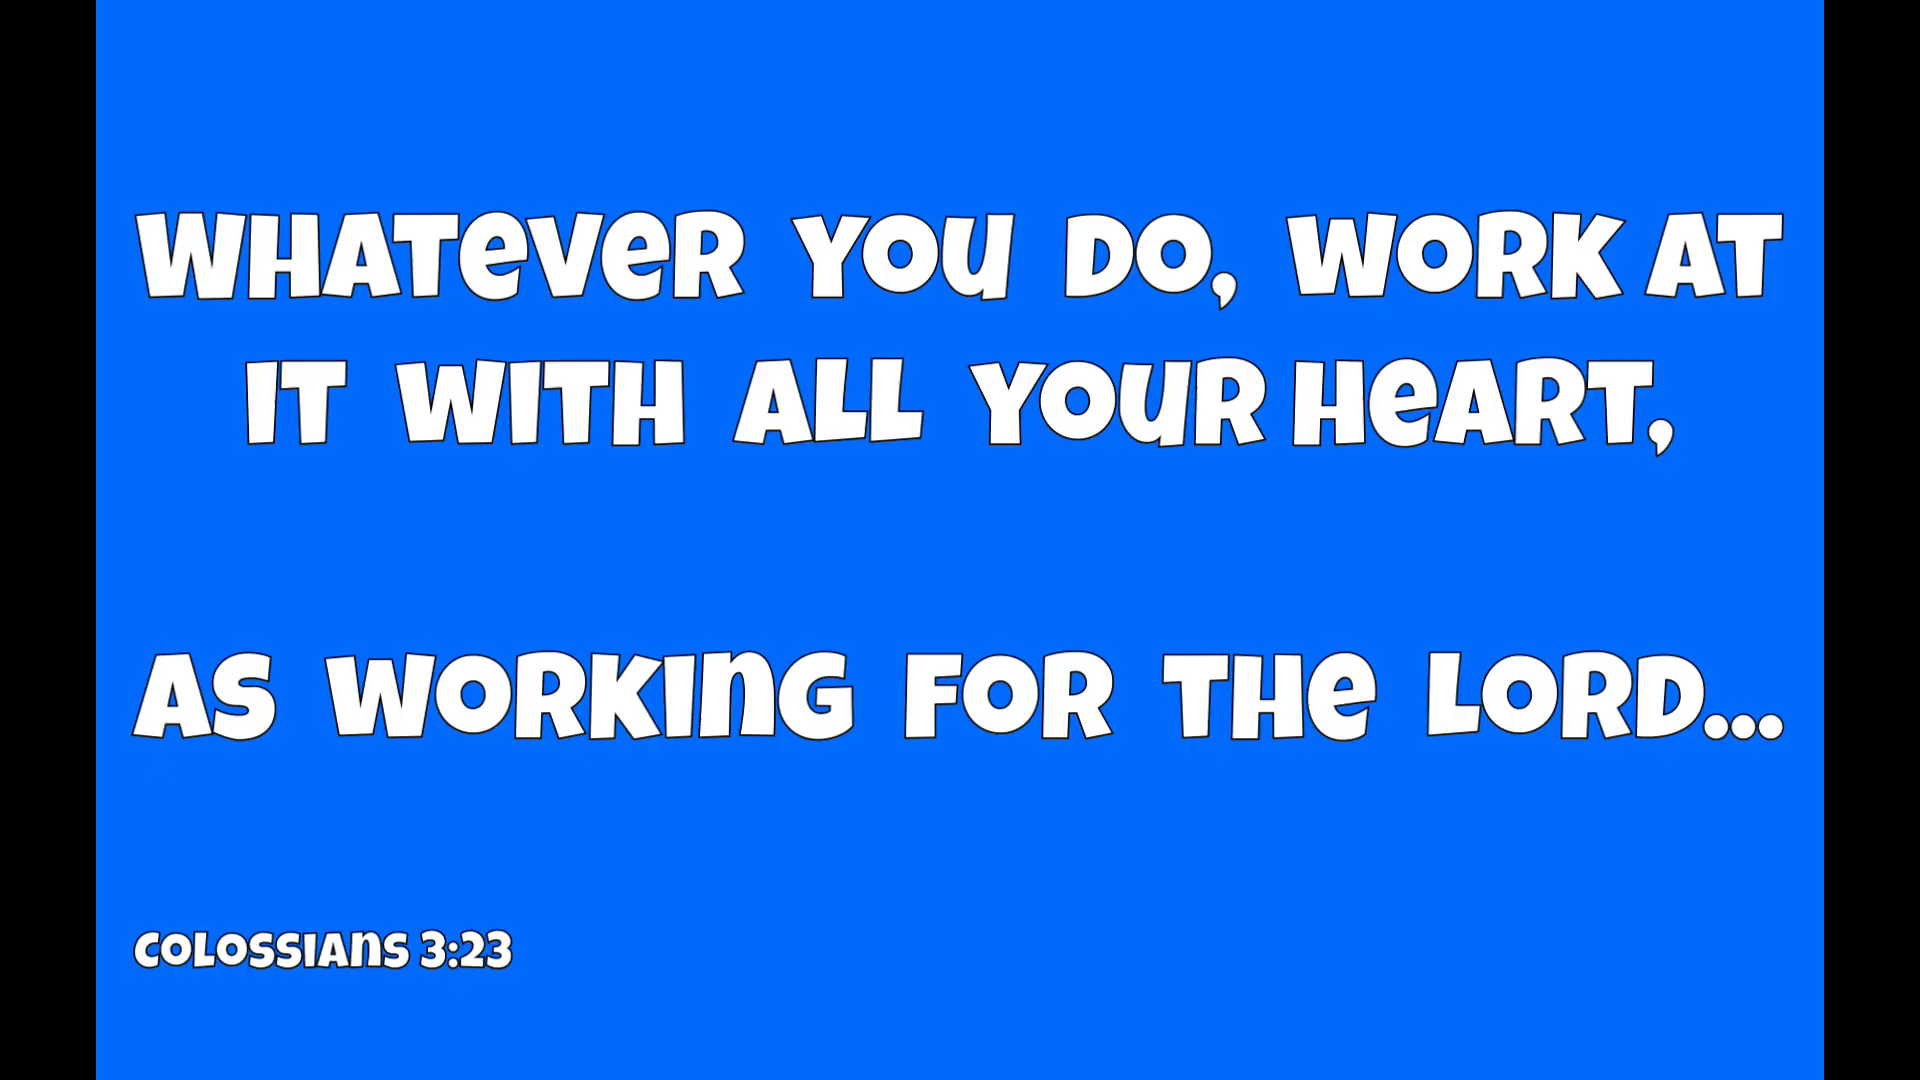 WHATEVER YOU DO, WORK AT
IT WITH ALL YOUR HEART,
AS WORKING FOR THE LORD...
COLOSSIANS 3:23